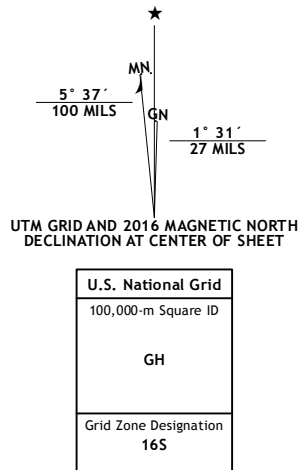 ★
MN
GN
5° 37´
100 MILS
1° 31´
27 MILS
UTM GRID AND 2016 MAGNETIC NORTH
DECLINATION AT CENTER OF SHEET
U.S. National Grid
100,000-m Square ID
GH
Grid Zone Designation
16S